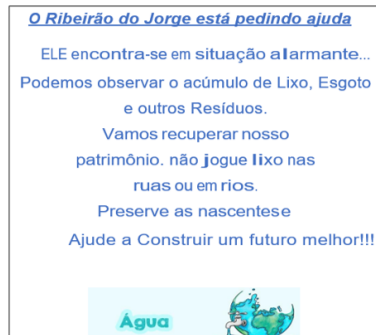 O Ribeirão do Jorge está pedindo ajuda
ELE encontra-se em situação alarmante...
Podemos observar o acúmulo de Lixo, Esgoto
e outros Resíduos.
Vamos recuperar nosso
patrimônio. não jogue lixo nas
ruas ou em rios.
Preserve as nascentese
Ajude a Construir um futuro melhor!!!
Água